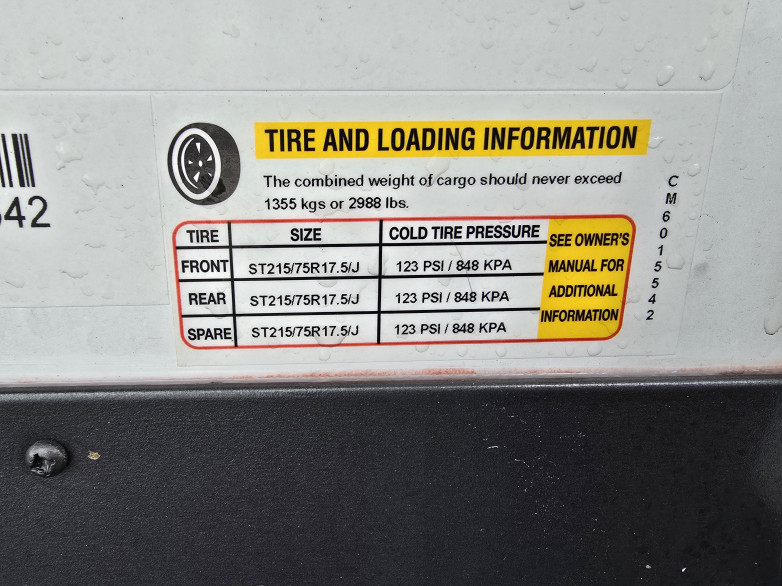 TIRE AND LOADING INFORMATION
The combined weight of cargo should never exceed
1355 kgs or 2988 lbs.
TIRE SIZE COLD TIRE PRESSURE
FRONT ST215/75R17.5/J 123 PSI / 848 KPA
REAR ST215/75R17.5/J 123 PSI / 848 KPA
SPARE ST215/75R17.5/J 123 PSI / 848 KPA
SEE OWNER'S
MANUAL FOR
ADDITIONAL
INFORMATION
CM6015542
42